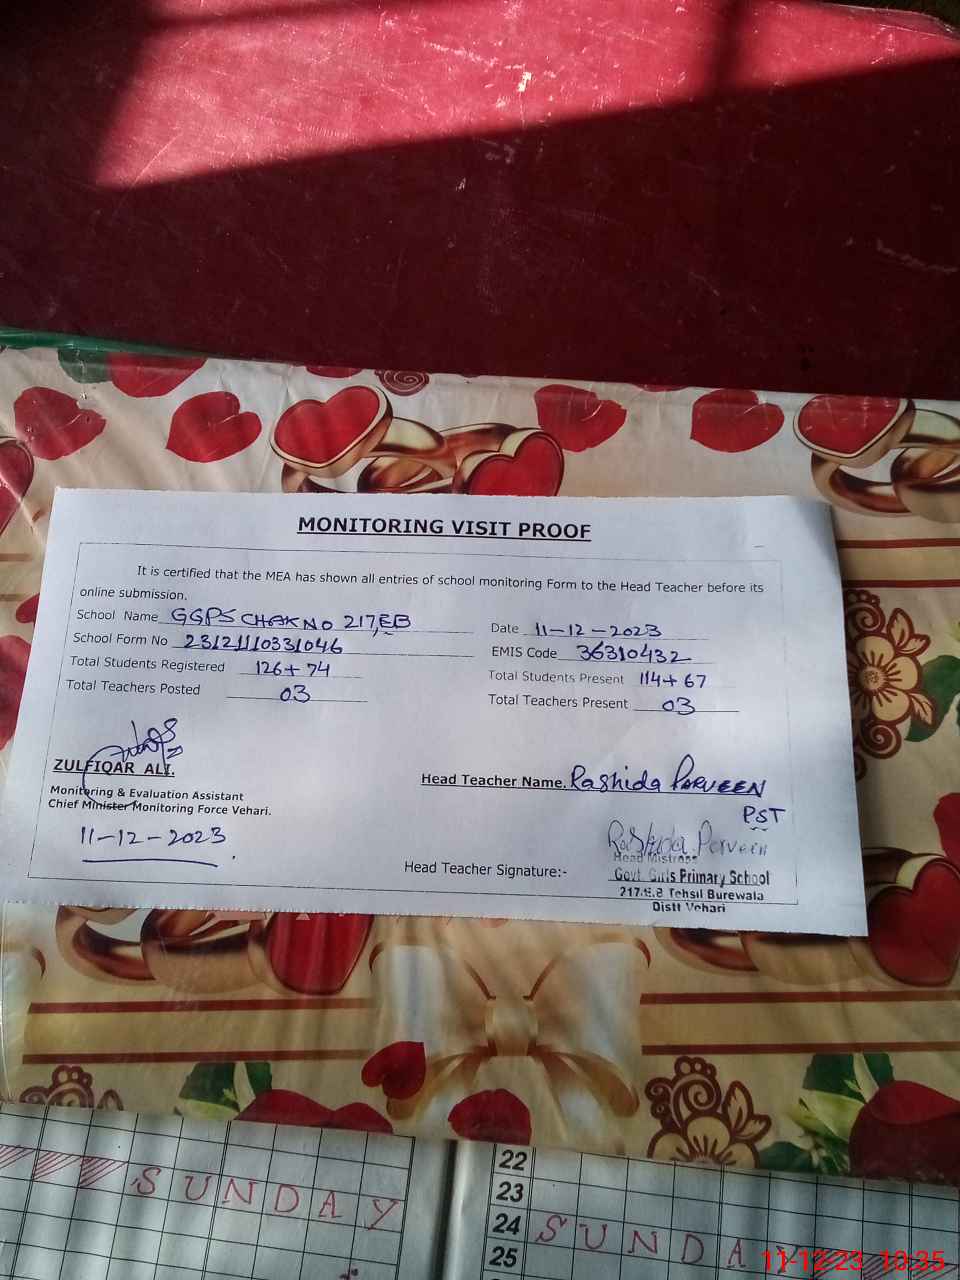 MONITORING VISIT PROOF
It is certified that the MEA has shown all entries of school monitoring Form to the Head Teacher before its
online submission.
School Name GGPS CHAK NO 217,EB
Date 11-12-2023
School Form No 23121110331046
EMIS Code 36310432
Total Students Registered 126+74
Total Students Present 114+67
Total Teachers Posted 03
Total Teachers Present 03
ZULFIQAR ALI.
Monitoring & Evaluation Assistant
Chief Minister Monitoring Force Vehari.
11-12-2023
Head Teacher Name. Rashida PARVEEN
PST
Rashida Parveen
Head Mistress
Head Teacher Signature:-
Govt. Girls Primary School
217.E.B Tehsil Burewala
Distt Vehari
SUNDAY
22
23
24 SUNDAY
25
11-12-23 10:35